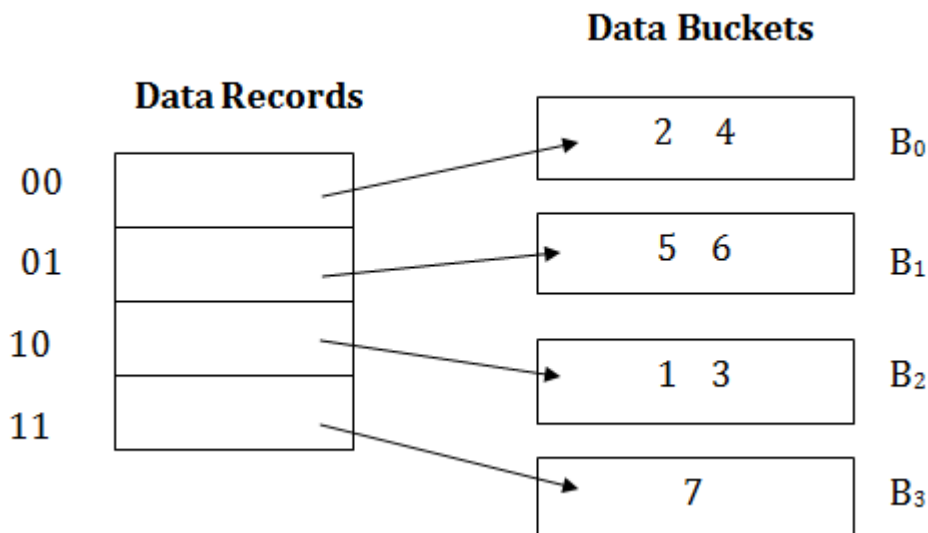 Data Buckets
Data Records
00
01
10
11
2 4 B₀
5 6 B₁
1 3 B₂
7 B₃